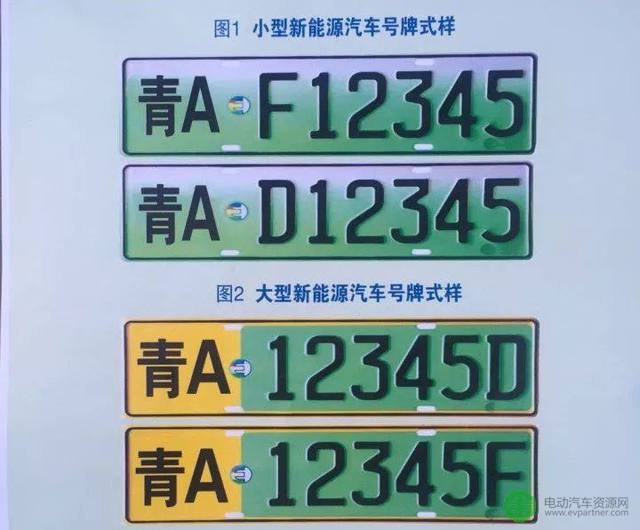 图1 小型新能源汽车号牌式样
青A F12345
青A D12345
图2 大型新能源汽车号牌式样
青A 12345D
青A 12345F
电动汽车资源网
www.evpartner.com